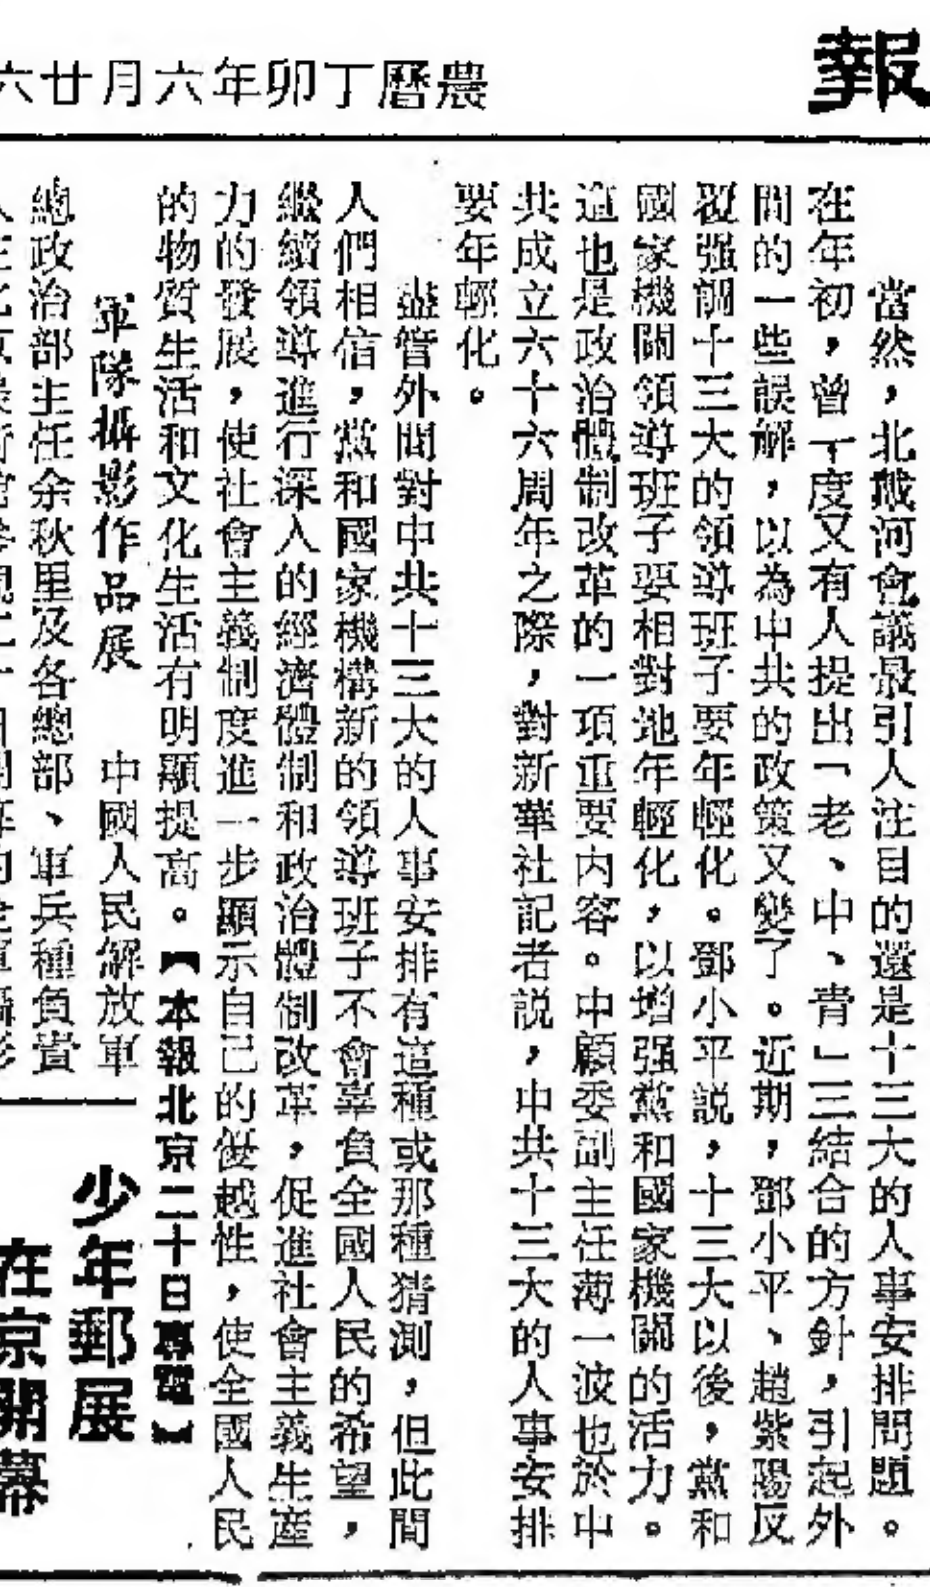 報
農曆丁卯年六月廿六
當然，北戴河會議最引人注目的還是十三大的人事安排問題。
在年初，曾一度又有人提出「老、中、青」三結合的方針，引起外
間的一些誤解，以為中共的政策又變了。近期，鄧小平、趙紫陽反
覆强調十三大的領導班子要年輕化。鄧小平説，十三大以後，黨和
國家機關領導班子要相對地年輕化，以增强黨和國家機關的活力。
這也是政治體制改革的一項重要内容。中顧委副主任薄一波也於中
共成立六十六周年之際，對新華社記者説，中共十三大的人事安排
要年輕化。
盡管外間對中共十三大的人事安排有這種或那種猜測，但此間
人們相信，黨和國家機構新的領導班子不會辜負全國人民的希望，
繼續領導進行深入的經濟體制和政治體制改革，促進社會主義生產
力的發展，使社會主義制度進一步顯示自己的優越性，使全國人民
的物質生活和文化生活有明顯提高。【本報北京二十日專電】
軍隊攝影作品展　中國人民解放軍
總政治部主任余秋里及各總部、軍兵種負責
少年郵展
在京開幕